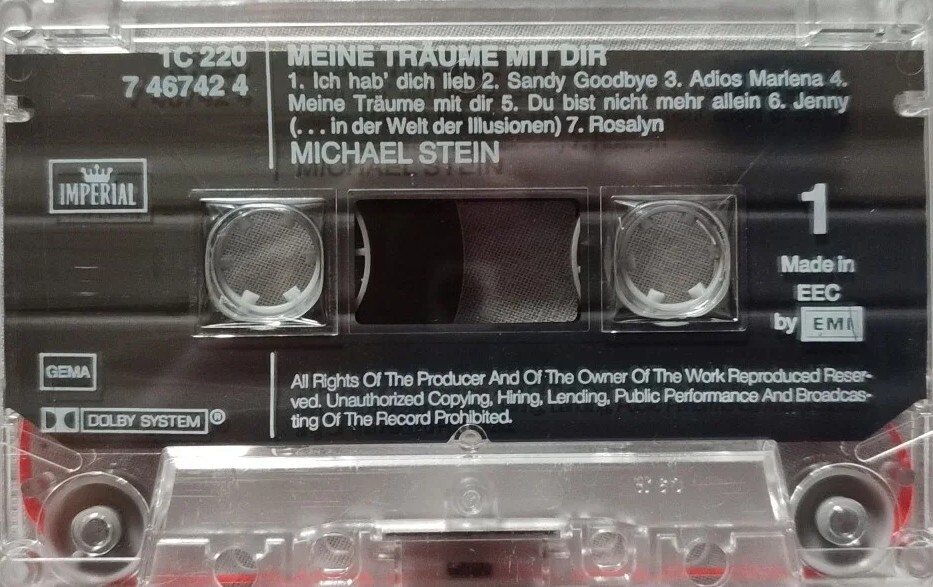 1C 220
7 46742 4
MEINE TRÄUME MIT DIR
1. Ich hab' dich lieb 2. Sandy Goodbye 3. Adios Marlena 4.
Meine Träume mit dir 5. Du bist nicht mehr allein 6. Jenny
(... in der Welt der Illusionen) 7. Rosalyn
MICHAEL STEIN
IMPERIAL
1
Made in
EEC
by EMI
GEMA
DOLBY SYSTEM®
All Rights Of The Producer And Of The Owner Of The Work Reproduced Reser-
ved. Unauthorized Copying, Hiring, Lending, Public Performance And Broadcas-
ting Of The Record Prohibited.